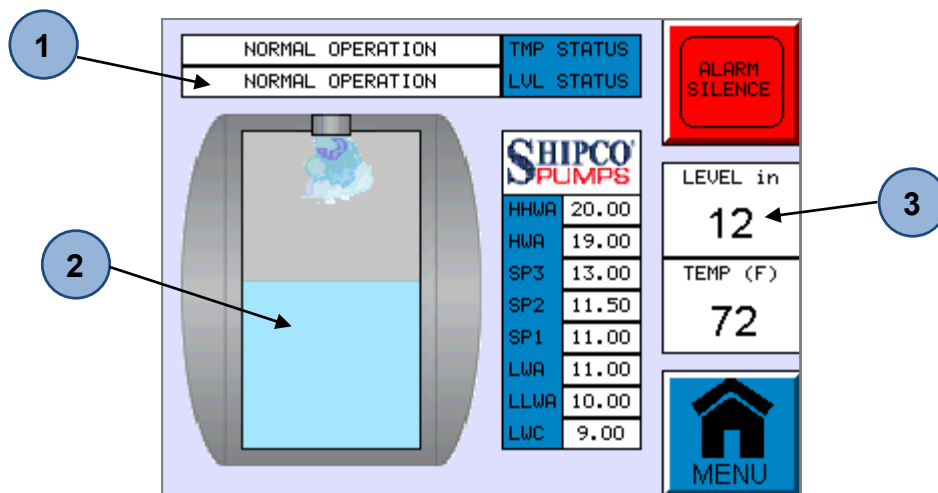 1
NORMAL OPERATION TMP STATUS
NORMAL OPERATION LVL STATUS
ALARM
SILENCE
SHIPCO
PUMPS
HHWA 20.00
HWA 19.00
SP3 13.00
SP2 11.50
SP1 11.00
LWA 11.00
LLWA 10.00
LWC 9.00
LEVEL in
12
TEMP (F)
72
MENU
2
3